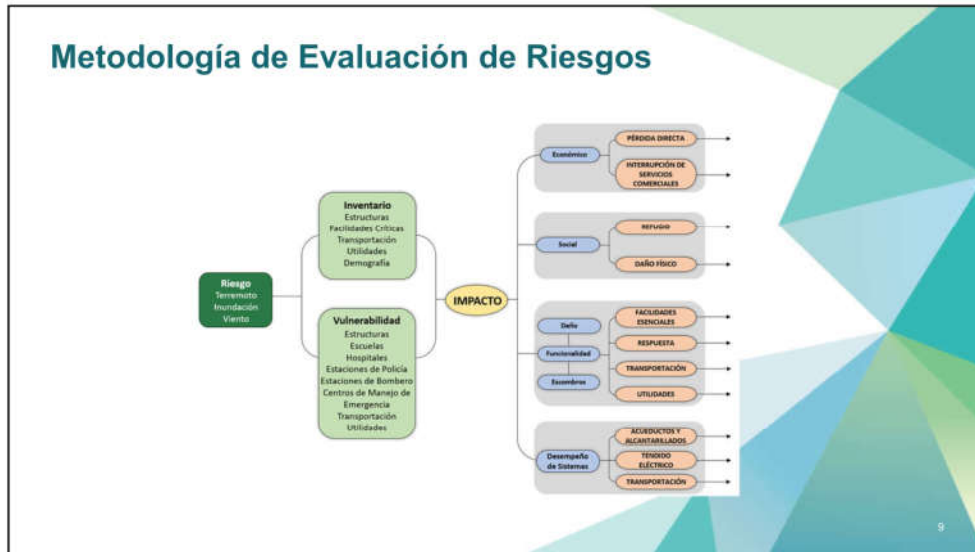 Metodología de Evaluación de Riesgos
Riesgo
Terremoto
Inundación
Viento
Inventario
Estructuras
Facilidades Críticas
Transportación
Utilidades
Demografía
Vulnerabilidad
Estructuras
Escuelas
Hospitales
Estaciones de Policía
Estaciones de Bombero
Centros de Manejo de
Emergencia
Transportación
Utilidades
IMPACTO
Económico
PÉRDIDA DIRECTA
INTERRUPCIÓN DE
SERVICIOS
COMERCIALES
Social
REFUGIO
DAÑO FÍSICO
Daño
Funcionalidad
Escombros
FACILIDADES
ESENCIALES
RESPUESTA
TRANSPORTACIÓN
UTILIDADES
Desempeño
de Sistemas
ACUEDUCTOS Y
ALCANTARILLADOS
TENDIDO
ELÉCTRICO
TRANSPORTACIÓN
9